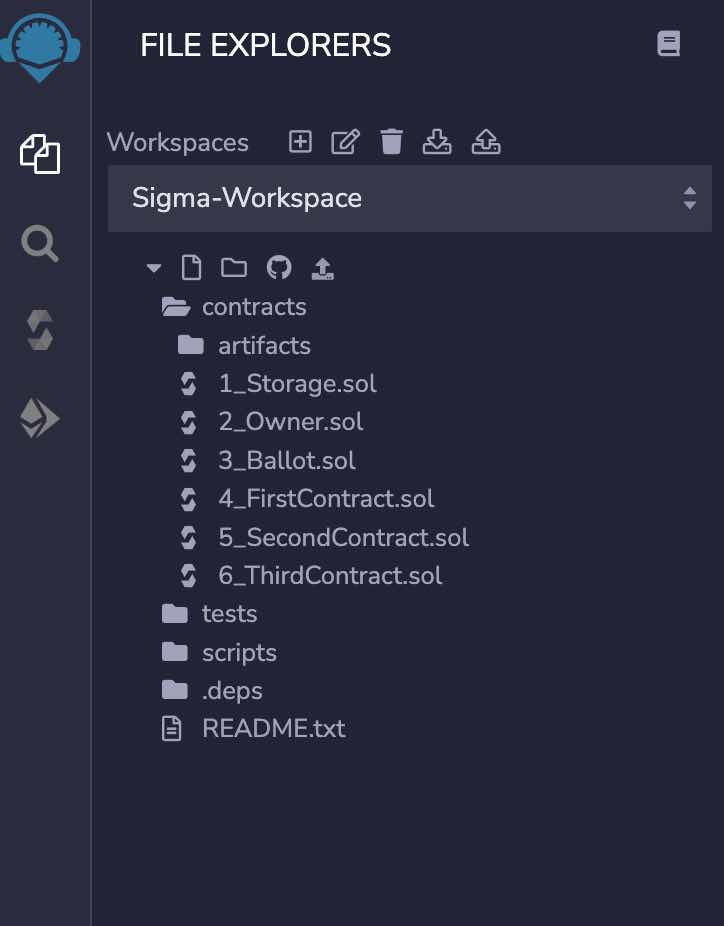 FILE EXPLORERS
Workspaces
Sigma-Workspace
contracts
artifacts
1_Storage.sol
2_Owner.sol
3_Ballot.sol
4_FirstContract.sol
5_SecondContract.sol
6_ThirdContract.sol
tests
scripts
.deps
README.txt